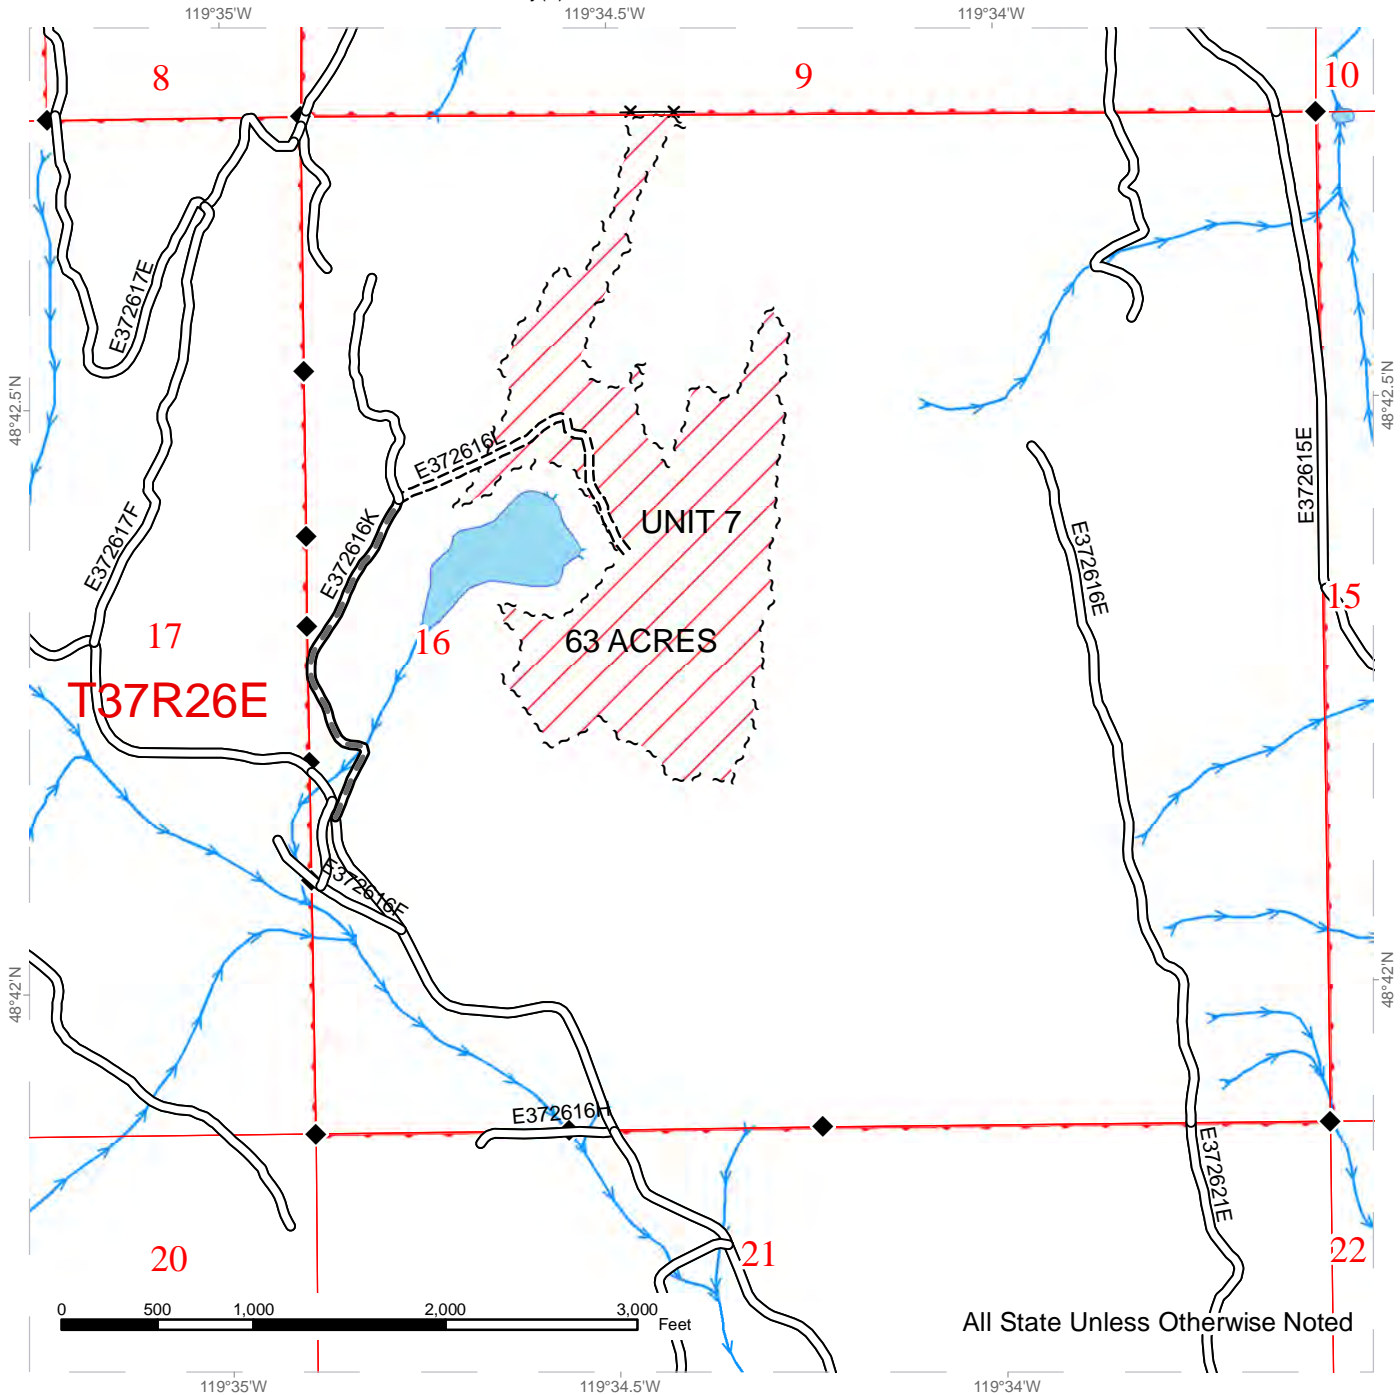 119°35'W
119°34.5'W
119°34'W
8
9
10
E372617E
48°42.5'N
48°42.5'N
E372616L
E372615E
E372616K
UNIT 7
E372617F
E372616E
15
17
16
63 ACRES
T37R26E
E372616F
48°42'N
48°42'N
E372616H
E372621E
20
21
22
0
500
1,000
2,000
3,000
Feet
All State Unless Otherwise Noted
119°35'W
119°34.5'W
119°34'W